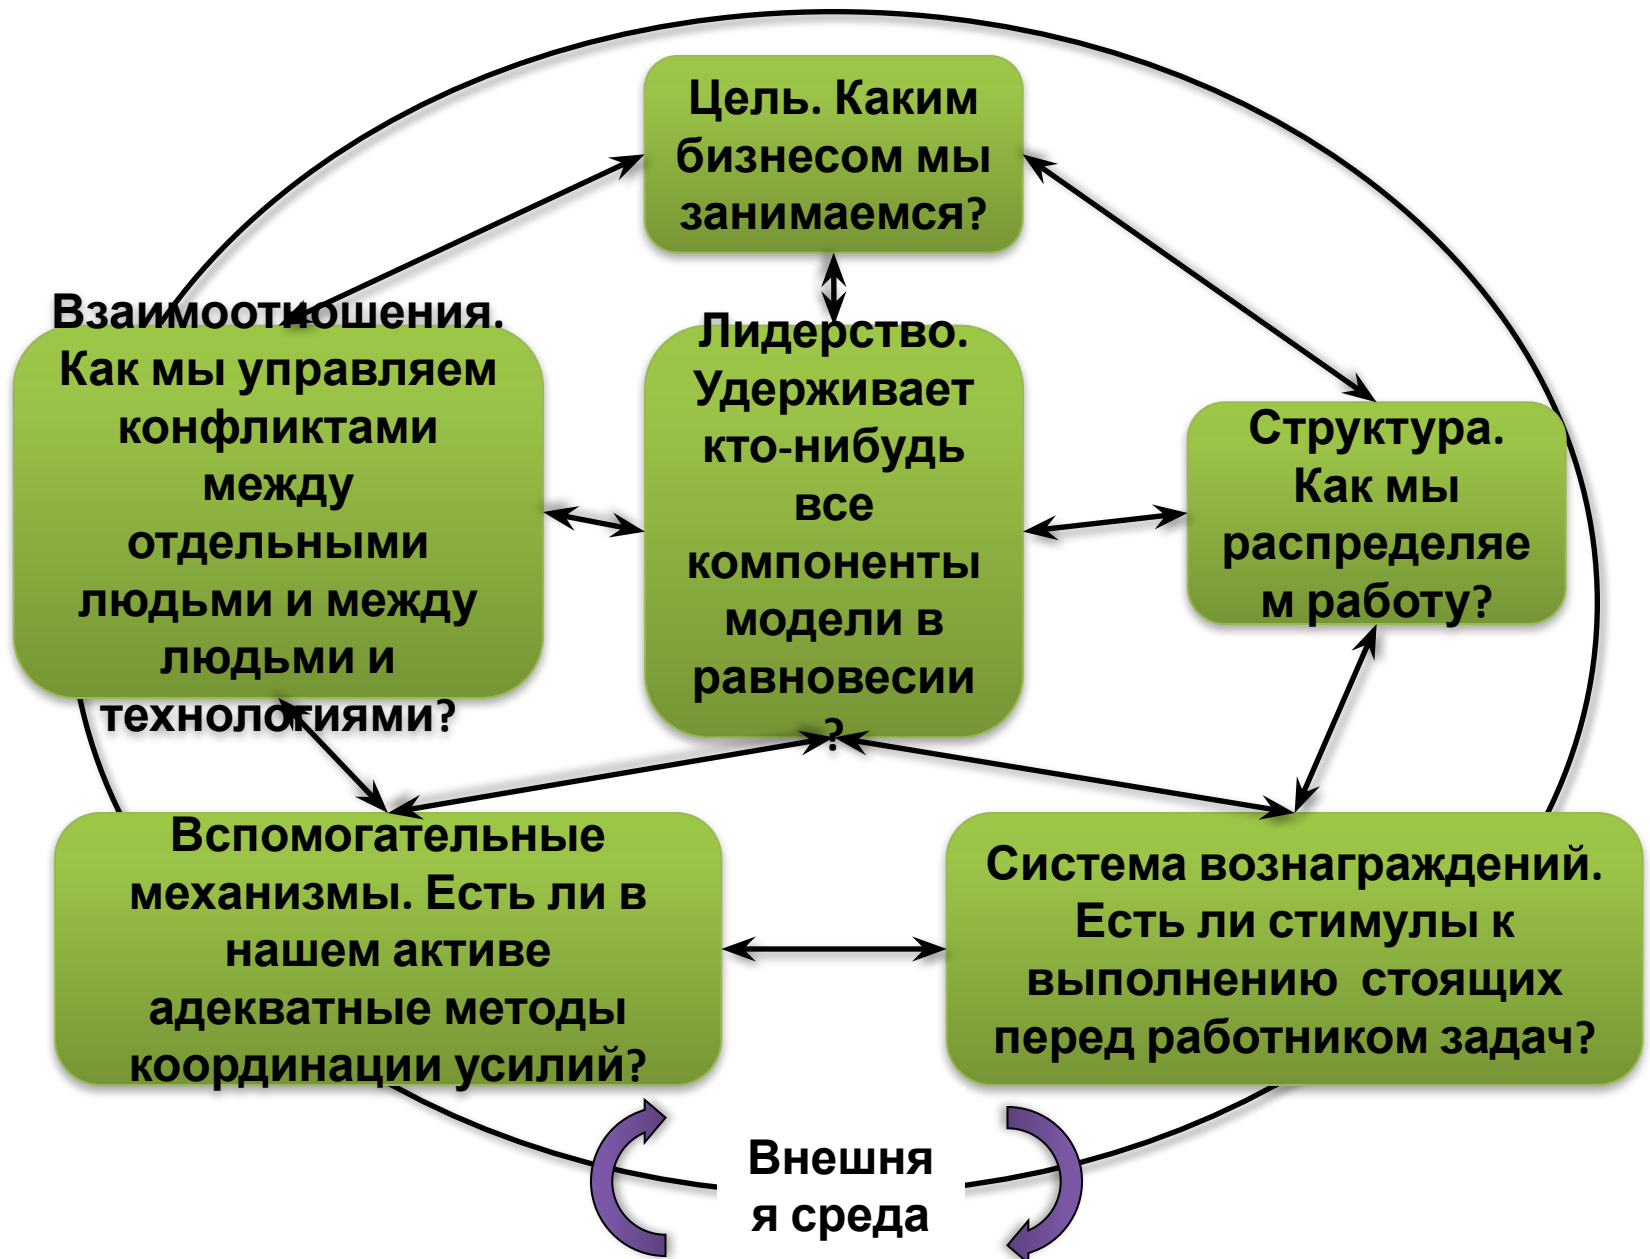 Цель. Каким
бизнесом мы
занимаемся?
Взаимоотношения.
Как мы управляем
конфликтами
между
отдельными
людьми и между
людьми и
технологиями?
Лидерство.
Удерживает
кто-нибудь
все
компоненты
модели в
равновесии
?
Структура.
Как мы
распределяе
м работу?
Вспомогательные
механизмы. Есть ли в
нашем активе
адекватные методы
координации усилий?
Система вознаграждений.
Есть ли стимулы к
выполнению  стоящих
перед работником задач?
Внешня
я среда